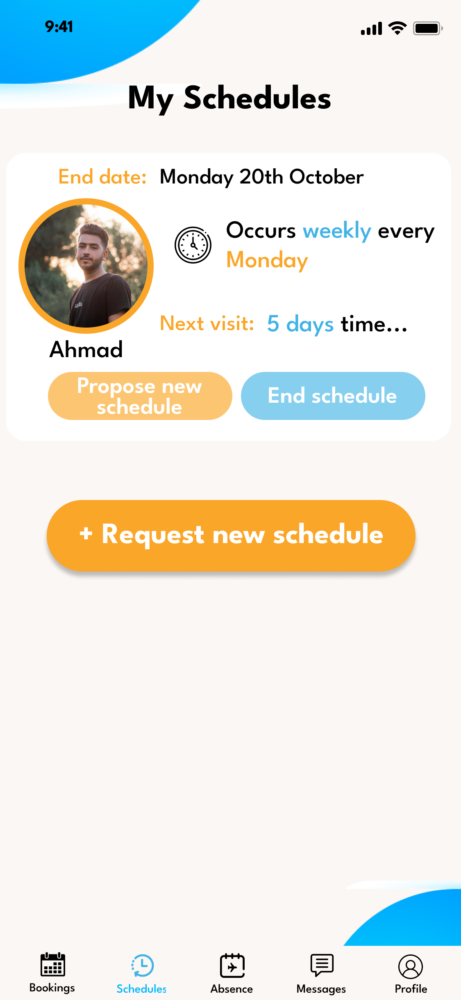 9:41
My Schedules
End date: Monday 20th October
Occurs weekly every
Monday
Next visit: 5 days time...
Ahmad
Propose new
schedule
End schedule
+ Request new schedule
Bookings
Schedules
Absence
Messages
Profile